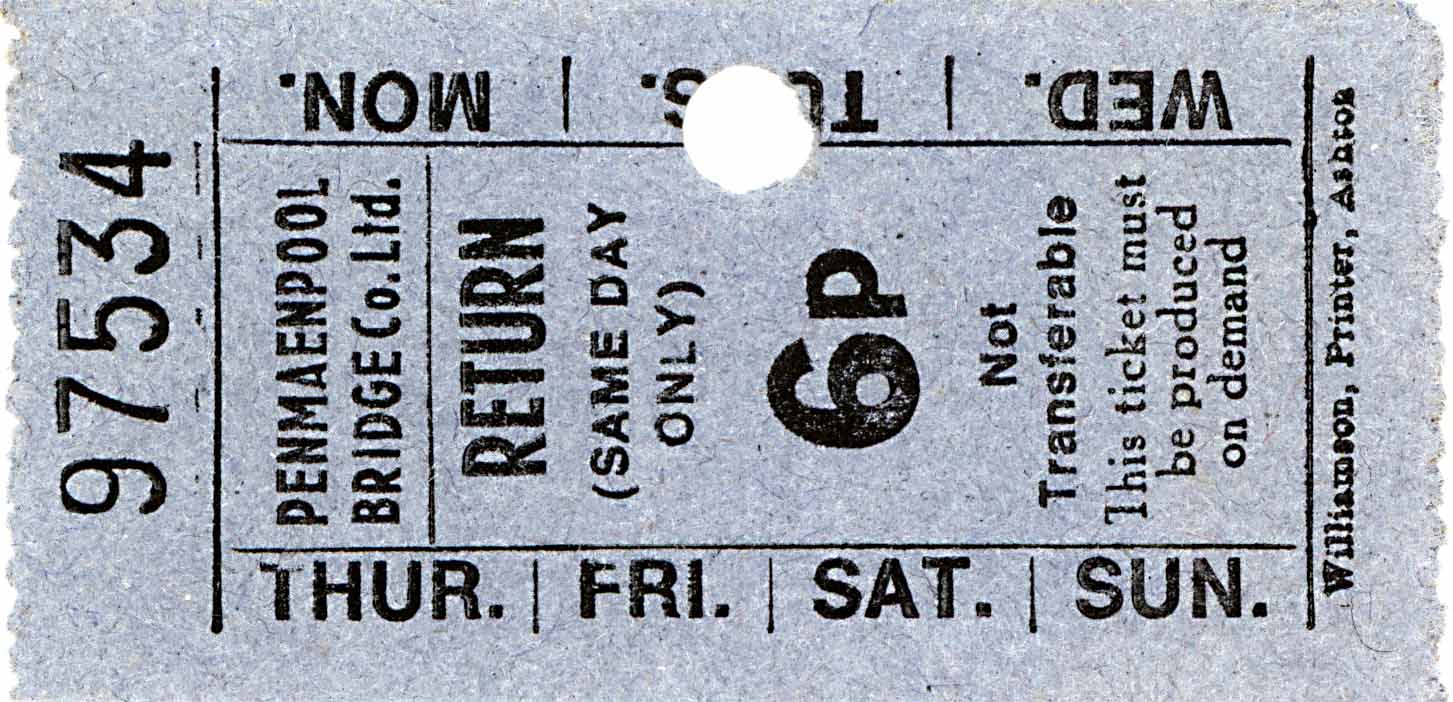 97534
PENMAENPOOL
BRIDGE Co. Ltd.
RETURN
(SAME DAY
ONLY)
6p
Not
Transferable
This ticket must
be produced
on demand
Williamson, Printer, Ashton
MON. | | WED.
THUR. | FRI. | SAT. | SUN.